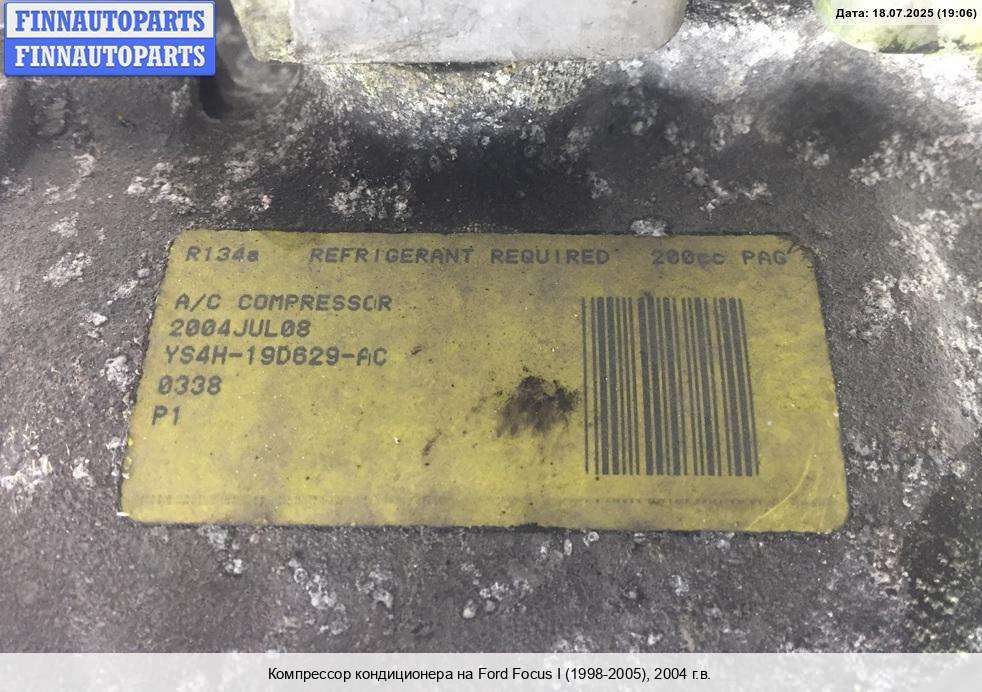 FINNAUTOPARTS
FINNAUTOPARTS
Дата: 18.07.2025 (19:06)
R134a REFRIGERANT REQUIRED 200cc PAG
A/C COMPRESSOR
2004JUL08
YS4H-19D629-AC
0338
P1
Компрессор кондиционера на Ford Focus I (1998-2005), 2004 г.в.